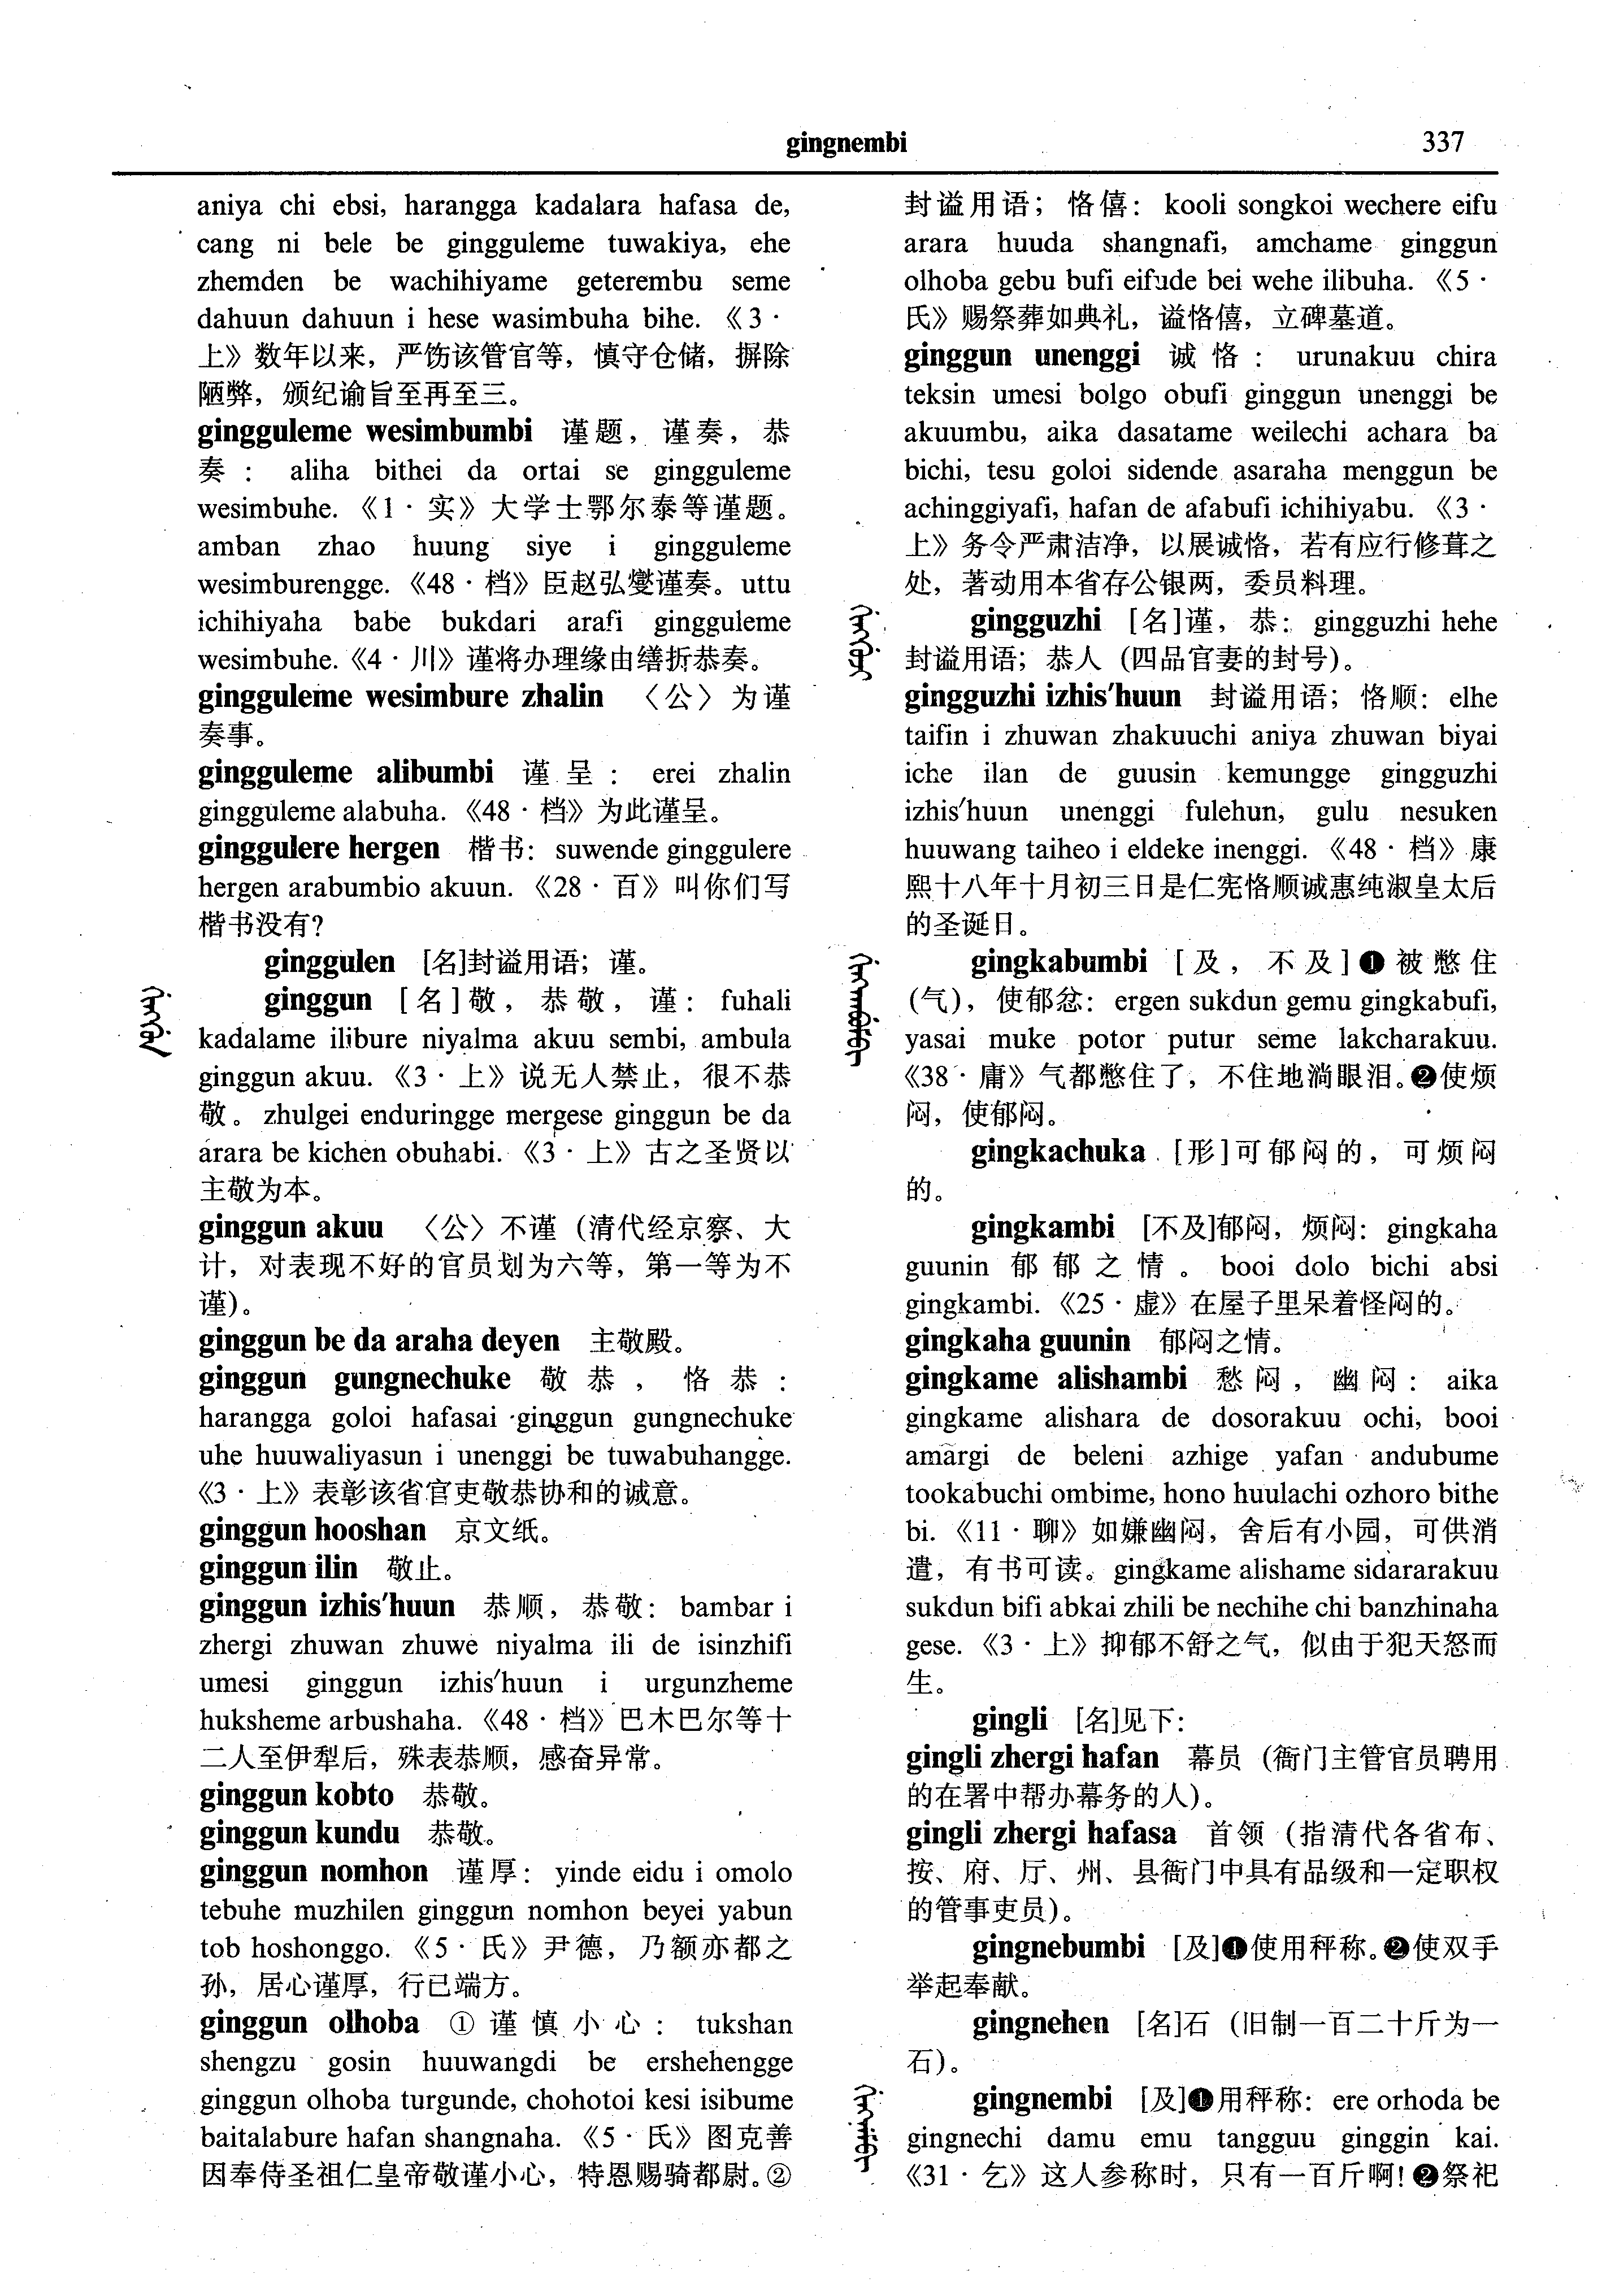 gingnembi
337
aniya chi ebsi, harangga kadalara hafasa de,
cang ni bele be gingguleme tuwakiya, ehe
zhemden be wachihiyame geterembu seme
dahuun dahuun i hese wasimbuha bihe. 《3·
上》数年以来，严饬该管官等，慎守仓储，摒除
陋弊，颁纪谕旨至再至三。
gingguleme wesimbumbi 谨题，谨奏，恭
奏： aliha bithei da ortai se gingguleme
wesimbuhe. 《1·实》大学士鄂尔泰等谨题。
amban zhao huung siye i gingguleme
wesimburengge. 《48·档》臣赵弘燮谨奏。uttu
ichihiyaha babe bukdari arafi gingguleme
wesimbuhe. 《4·川》谨将办理缘由缮折恭奏。
gingguleme wesimbure zhalin 〈公〉为谨
奏事。
gingguleme alibumbi 谨呈： erei zhalin
gingguleme alabuha. 《48·档》为此谨呈。
ginggulere hergen 楷书： suwende ginggulere
hergen arabumbio akuun. 《28·百》叫你们写
楷书没有?
ginggulen [名]封谥用语；谨。
ginggun [名]敬，恭敬，谨： fuhali
kadalame ilibure niyalma akuu sembi, ambula
ginggun akuu. 《3·上》说无人禁止，很不恭
敬。zhulgei enduringge mergese ginggun be da
arara be kichen obuhabi. 《3·上》古之圣贤以
主敬为本。
ginggun akuu 〈公〉不谨（清代经京察、大
计，对表现不好的官员划为六等，第一等为不
谨）。
ginggun be da araha deyen 主敬殿。
ginggun gungnechuke 敬恭，恪恭：
harangga goloi hafasai ginggun gungnechuke
uhe huuwaliyasun i unenggi be tuwabuhangge.
《3·上》表彰该省官吏敬恭协和的诚意。
ginggun hooshan 京文纸。
ginggun ilin 敬止。
ginggun izhis'huun 恭顺，恭敬： bambar i
zhergi zhuwan zhuwe niyalma ili de isinzhifi
umesi ginggun izhis'huun i urgunzheme
huksheme arbushaha. 《48·档》巴木巴尔等十
二人至伊犁后，殊表恭顺，感奋异常。
ginggun kobto 恭敬。
ginggun kundu 恭敬。
ginggun nomhon 谨厚： yinde eidu i omolo
tebuhe muzhilen ginggun nomhon beyei yabun
tob hoshonggo. 《5·氏》尹德，乃额亦都之
孙，居心谨厚，行已端方。
ginggun olhoba ①谨慎小心： tukshan
shengzu gosin huuwangdi be ershehengge
ginggun olhoba turgunde, chohotoi kesi isibume
baitalabure hafan shangnaha. 《5·氏》图克善
因奉侍圣祖仁皇帝敬谨小心，特恩赐骑都尉。②
封谥用语；恪僖： kooli songkoi wechere eifu
arara huuda shangnafi, amchame ginggun
olhoba gebu bufi eifude bei wehe ilibuha. 《5·
氏》赐祭葬如典礼，谥恪僖，立碑墓道。
ginggun unenggi 诚恪： urunakuu chira
teksin umesi bolgo obufi ginggun unenggi be
akuumbu, aika dasatame weilechi achara ba
bichi, tesu goloi sidende asaraha menggun be
achinggiyafi, hafan de afabufi ichihiyabu. 《3·
上》务令严肃洁净，以展诚恪，若有应行修葺之
处，著动用本省存公银两，委员料理。
gingguzhi [名]谨，恭： gingguzhi hehe
封谥用语；恭人（四品官妻的封号）。
gingguzhi izhis'huun 封谥用语；恪顺： elhe
taifin i zhuwan zhakuuchi aniya zhuwan biyai
iche ilan de guusin kemungge gingguzhi
izhis'huun unenggi fulehun, gulu nesuken
huuwang taiheo i eldeke inenggi. 《48·档》康
熙十八年十月初三日是仁宪恪顺诚惠纯淑皇太后
的圣诞日。
gingkabumbi [及，不及]❶被憋住
（气），使郁忿： ergen sukdun gemu gingkabufi,
yasai muke potor putur seme lakcharakuu.
《38·庸》气都憋住了，不住地淌眼泪。❷使烦
闷，使郁闷。
gingkachuka [形]可郁闷的，可烦闷
的。
gingkambi [不及]郁闷，烦闷： gingkaha
guunin 郁郁之情。booi dolo bichi absi
gingkambi. 《25·虚》在屋子里呆着怪闷的。
gingkaha guunin 郁闷之情。
gingkame alishambi 愁闷，幽闷： aika
gingkame alishara de dosorakuu ochi, booi
amargi de beleni azhige yafan andubume
tookabuchi ombime, hono huulachi ozhoro bithe
bi. 《11·聊》如嫌幽闷，舍后有小园，可供消
遣，有书可读。gingkame alishame sidararakuu
sukdun bifi abkai zhili be nechihe chi banzhinaha
gese. 《3·上》抑郁不舒之气，似由于犯天怒而
生。
gingli [名]见下：
gingli zhergi hafan 幕员（衙门主管官员聘用
的在署中帮办幕务的人）。
gingli zhergi hafasa 首领（指清代各省布、
按、府、厅、州、县衙门中具有品级和一定职权
的管事吏员）。
gingnebumbi [及]❶使用秤称。❷使双手
举起奉献。
gingnehen [名]石（旧制一百二十斤为一
石）。
gingnembi [及]❶用秤称： ere orhoda be
gingnechi damu emu tangguu ginggin kai.
《31·乞》这人参称时，只有一百斤啊！❷祭祀